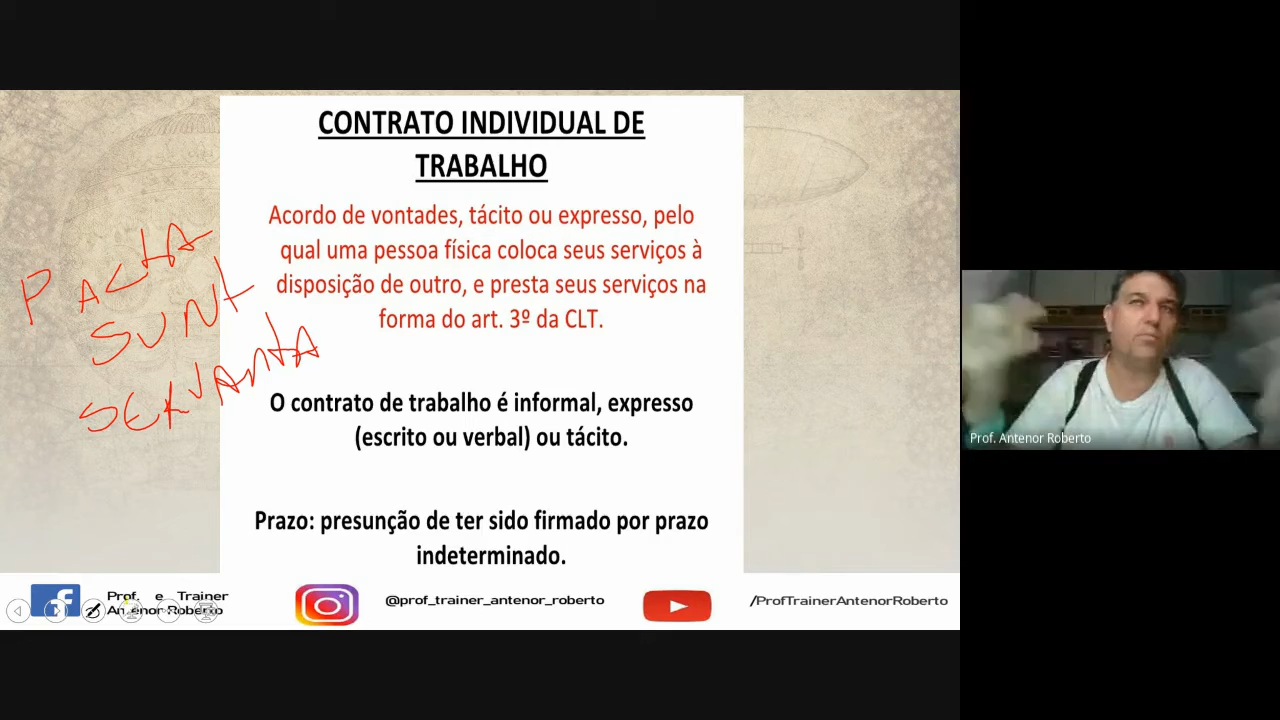 CONTRATO INDIVIDUAL DE
TRABALHO
Acordo de vontades, tácito ou expresso, pelo
qual uma pessoa física coloca seus serviços à
disposição de outro, e presta seus serviços na
forma do art. 3º da CLT.
PACTA
SUNT
SERVANTA
O contrato de trabalho é informal, expresso
(escrito ou verbal) ou tácito.
Prazo: presunção de ter sido firmado por prazo
indeterminado.
Prof. e Trainer
Antenor Roberto
@prof_trainer_antenor_roberto
/ProfTrainerAntenorRoberto
Prof. Antenor Roberto